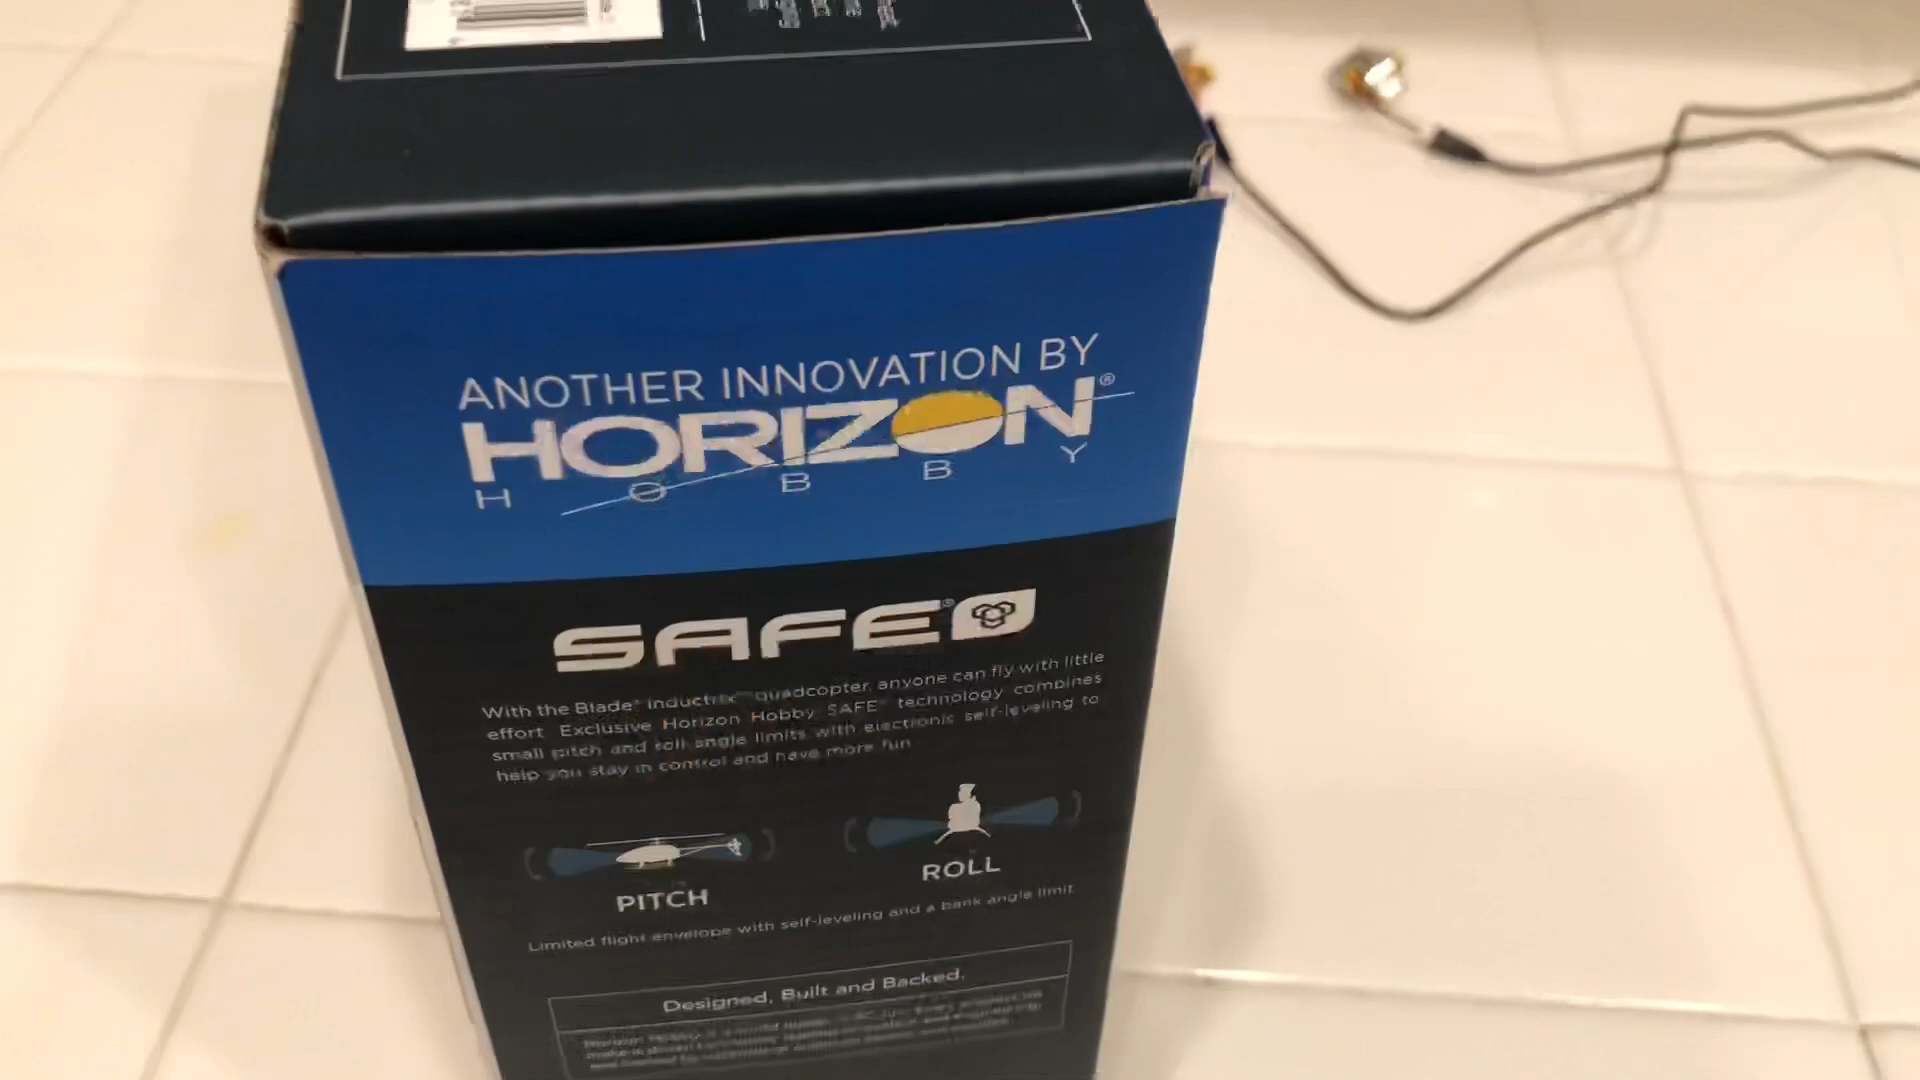 ANOTHER INNOVATION BY
HORIZON®
HOBBY
SAFE®
With the Blade® Inductrix™ quadcopter, anyone can fly with little
effort. Exclusive Horizon Hobby SAFE® technology combines
small pitch and roll angle limits with electronic self-leveling to
help you stay in control and have more fun
PITCH
ROLL
Limited flight envelope with self-leveling and a bank angle limit.
Designed, Built and Backed.